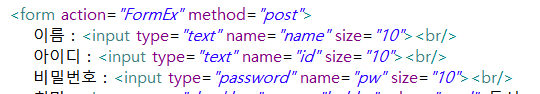 <form action="FormEx" method="post">
이름 : <input type="text" name="name" size="10"><br/>
아이디 : <input type="text" name="id" size="10"><br/>
비밀번호 : <input type="password" name="pw" size="10"><br/>